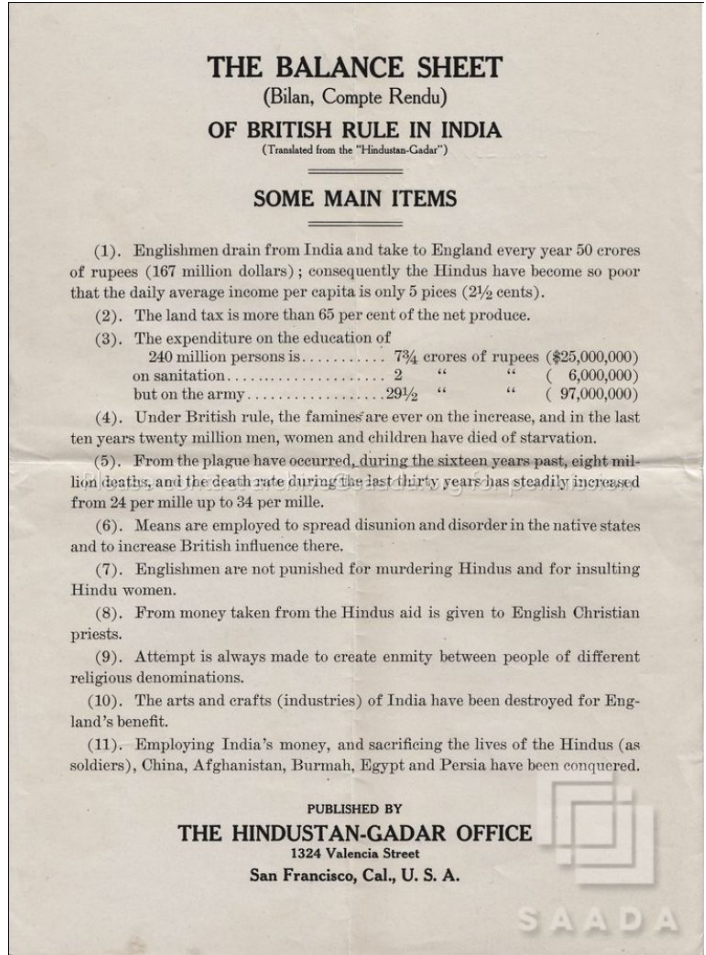 THE BALANCE SHEET
(Bilan, Compte Rendu)
OF BRITISH RULE IN INDIA
(Translated from the "Hindustan-Gadar")
SOME MAIN ITEMS
(1). Englishmen drain from India and take to England every year 50 crores
of rupees (167 million dollars); consequently the Hindus have become so poor
that the daily average income per capita is only 5 pices (2½ cents).
(2). The land tax is more than 65 per cent of the net produce.
(3). The expenditure on the education of
240 million persons is........... 7¾ crores of rupees ($25,000,000)
on sanitation...................... 2 " " ( 6,000,000)
but on the army..................29½ " " ( 97,000,000)
(4). Under British rule, the famines are ever on the increase, and in the last
ten years twenty million men, women and children have died of starvation.
(5). From the plague have occurred, during the sixteen years past, eight mil-
lion deaths, and the death rate during the last thirty years has steadily increased
from 24 per mille up to 34 per mille.
(6). Means are employed to spread disunion and disorder in the native states
and to increase British influence there.
(7). Englishmen are not punished for murdering Hindus and for insulting
Hindu women.
(8). From money taken from the Hindus aid is given to English Christian
priests.
(9). Attempt is always made to create enmity between people of different
religious denominations.
(10). The arts and crafts (industries) of India have been destroyed for Eng-
land's benefit.
(11). Employing India's money, and sacrificing the lives of the Hindus (as
soldiers), China, Afghanistan, Burmah, Egypt and Persia have been conquered.
PUBLISHED BY
THE HINDUSTAN-GADAR OFFICE
1324 Valencia Street
San Francisco, Cal., U. S. A.
SAADA